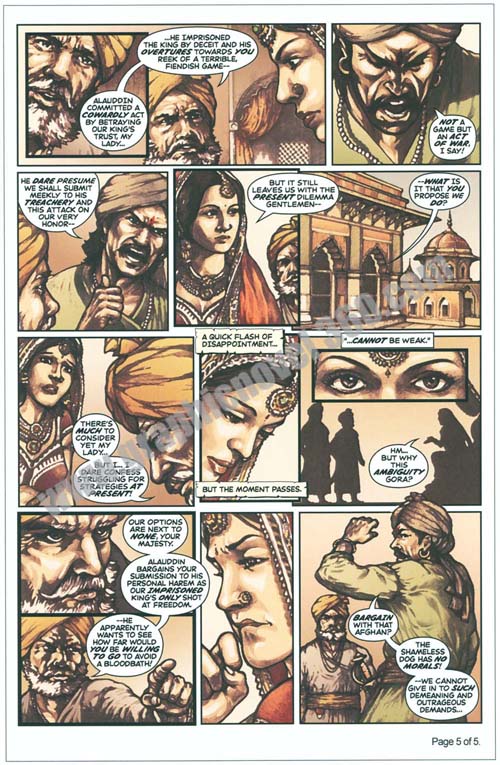 ALAUDDIN
COMMITTED A
COWARDLY ACT
BY BETRAYING
OUR KING'S
TRUST, MY
LADY...
...HE IMPRISONED
THE KING BY DECEIT AND HIS
OVERTURES TOWARDS YOU
REEK OF A TERRIBLE,
FIENDISH GAME--
NOT A
GAME BUT AN
ACT OF WAR,
I SAY!
HE DARE PRESUME
WE SHALL SUBMIT
MEEKLY TO HIS
TREACHERY AND
THIS ATTACK ON
OUR VERY
HONOR--
BUT IT STILL
LEAVES US WITH THE
PRESENT DILEMMA
GENTLEMEN--
--WHAT IS
IT THAT YOU
PROPOSE WE
DO?
THERE'S
MUCH TO
CONSIDER
YET MY
LADY...
BUT I... I
DARE CONFESS
STRUGGLING FOR
STRATEGIES AT
PRESENT!
A QUICK FLASH OF
DISAPPOINTMENT...
BUT THE MOMENT PASSES.
"...CANNOT BE WEAK."
HM...
BUT WHY
THIS
AMBIGUITY
GORA?
OUR OPTIONS
ARE NEXT TO
NONE, YOUR
MAJESTY.
ALAUDDIN
BARGAINS YOUR
SUBMISSION TO HIS
PERSONAL HAREM AS
OUR IMPRISONED
KING'S ONLY SHOT
AT FREEDOM.
--HE
APPARENTLY
WANTS TO SEE
HOW FAR WOULD
YOU BE WILLING
TO GO TO AVOID
A BLOODBATH!
BARGAIN
WITH THAT
AFGHAN?
THE
SHAMELESS
DOG HAS NO
MORALS!
--WE CANNOT
GIVE IN TO SUCH
DEMEANING AND
OUTRAGEOUS
DEMANDS...
Page 5 of 5.